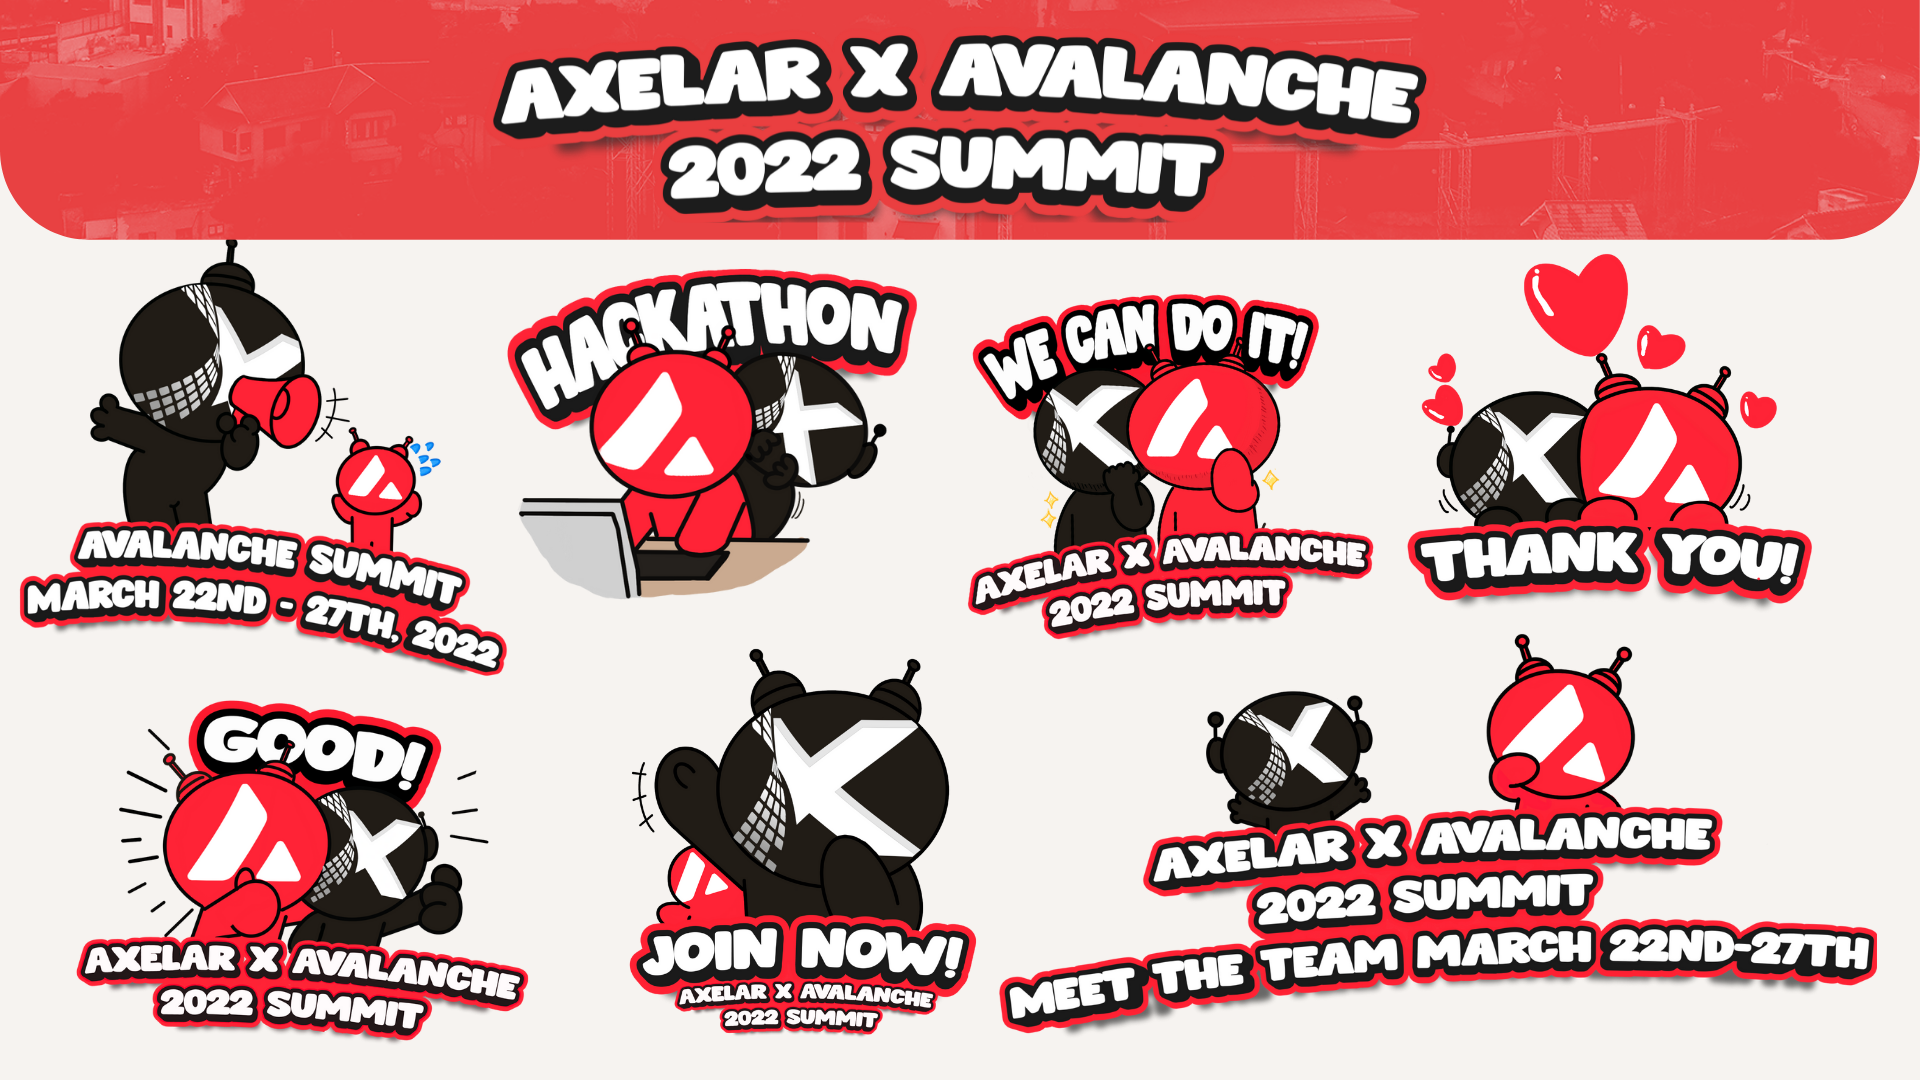 AXELAR X AVALANCHE
2022 SUMMIT
AVALANCHE SUMMIT
MARCH 22ND - 27TH, 2022
HACKATHON
WE CAN DO IT!
AXELAR X AVALANCHE
2022 SUMMIT
THANK YOU!
GOOD!
AXELAR X AVALANCHE
2022 SUMMIT
JOIN NOW!
AXELAR X AVALANCHE
2022 SUMMIT
AXELAR X AVALANCHE
2022 SUMMIT
MEET THE TEAM MARCH 22ND-27TH